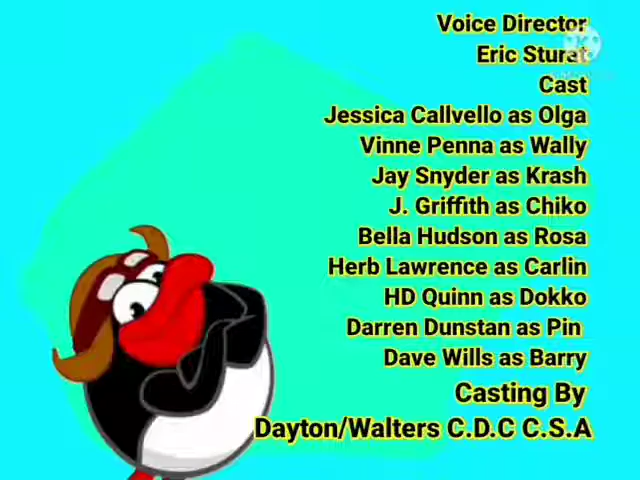 Voice Director
Eric Sturat
Cast
Jessica Callvello as Olga
Vinne Penna as Wally
Jay Snyder as Krash
J. Griffith as Chiko
Bella Hudson as Rosa
Herb Lawrence as Carlin
HD Quinn as Dokko
Darren Dunstan as Pin
Dave Wills as Barry
Casting By
Dayton/Walters C.D.C C.S.A